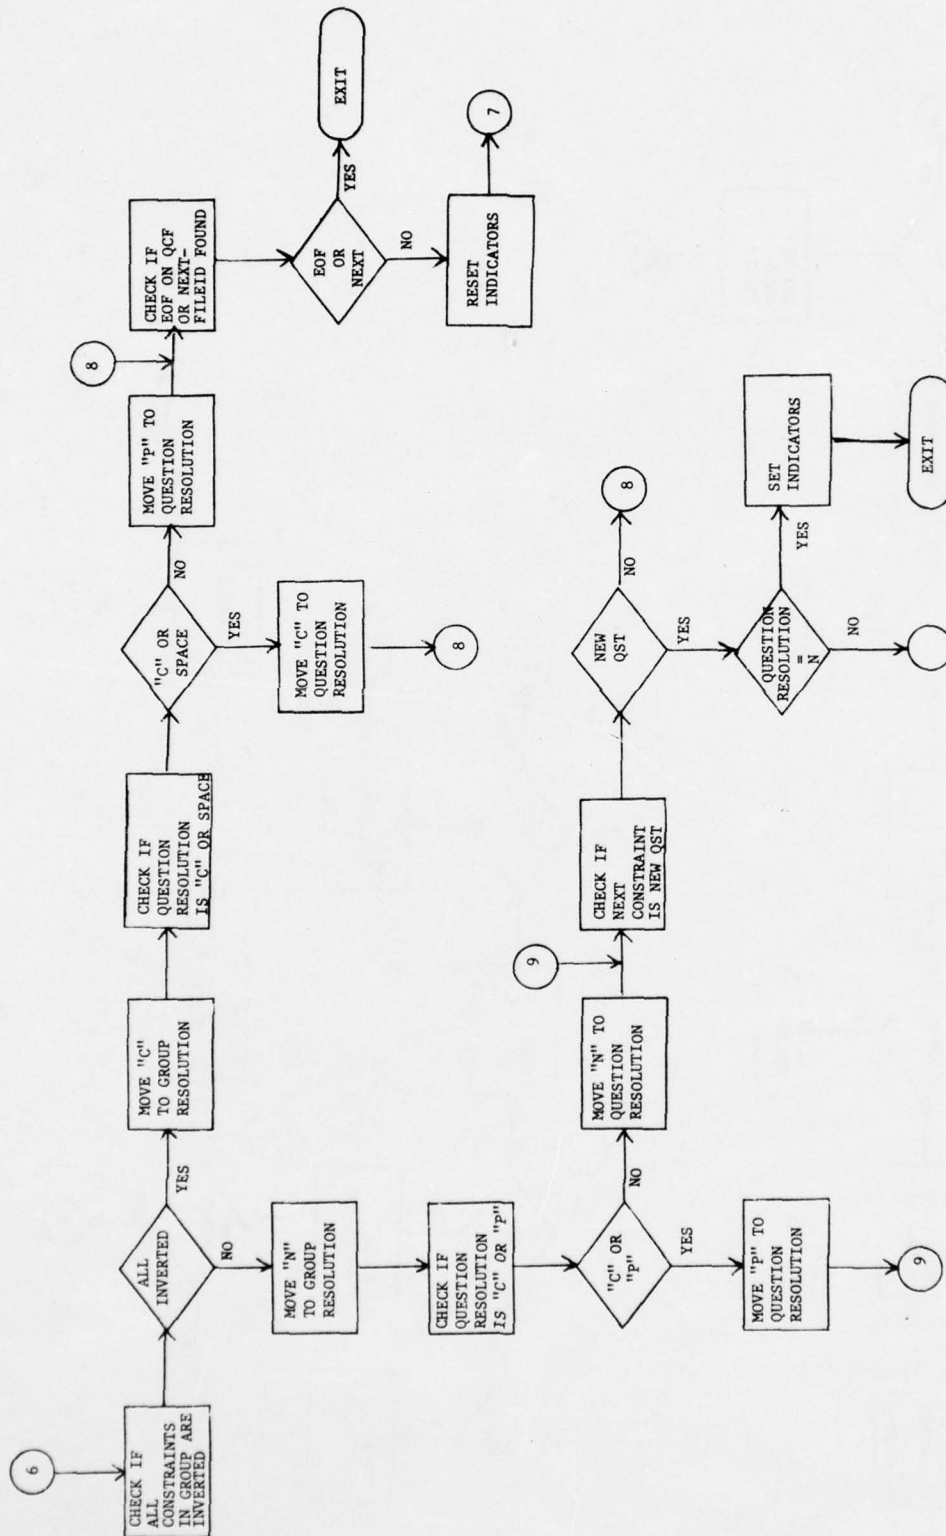 6
CHECK IF
ALL
CONSTRAINTS
IN GROUP ARE
INVERTED
ALL
INVERTED
YES
MOVE "C"
TO GROUP
RESOLUTION
CHECK IF
QUESTION
RESOLUTION
IS "C" OR SPACE
"C" OR
SPACE
NO
MOVE "P" TO
QUESTION
RESOLUTION
8
CHECK IF
EOF ON QCF
OR NEXT-
FILEID FOUND
EOF
OR
NEXT
YES
EXIT
NO
RESET
INDICATORS
7
YES
MOVE "C" TO
QUESTION
RESOLUTION
8
NO
MOVE "N"
TO GROUP
RESOLUTION
CHECK IF
QUESTION
RESOLUTION
IS "C" OR "P"
"C" OR
"P"
NO
MOVE "N" TO
QUESTION
RESOLUTION
9
CHECK IF
NEXT
CONSTRAINT
IS NEW QST
NEW
QST
NO
8
YES
QUESTION
RESOLUTION
=
N
YES
SET
INDICATORS
EXIT
NO
YES
MOVE "P" TO
QUESTION
RESOLUTION
9